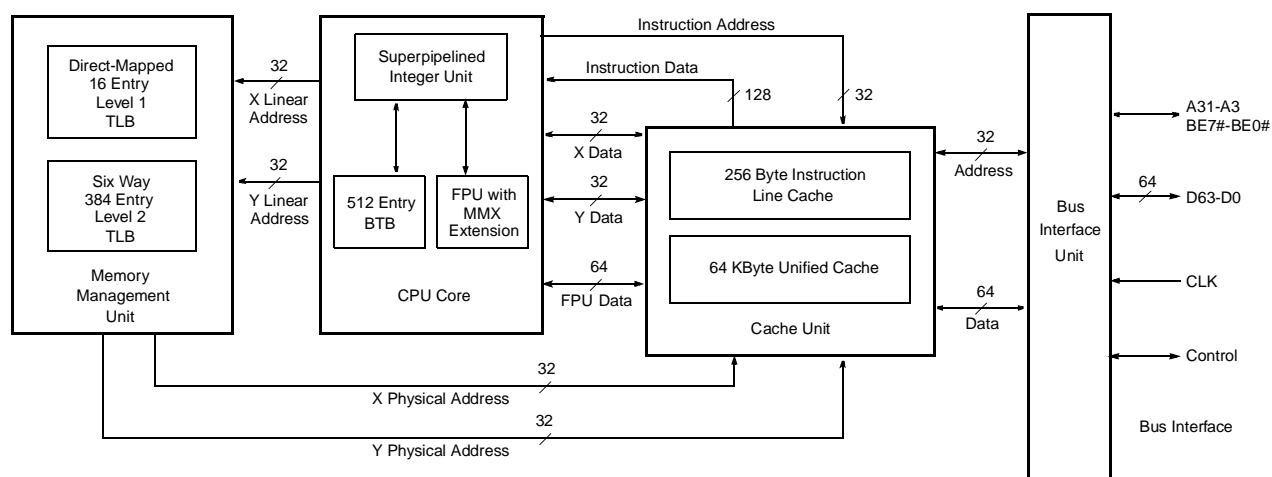 Direct-Mapped
16 Entry
Level 1
TLB
Six Way
384 Entry
Level 2
TLB
Memory
Management
Unit
32
X Linear
Address
32
Y Linear
Address
Superpipelined
Integer Unit
512 Entry
BTB
FPU with
MMX
Extension
CPU Core
Instruction Address
Instruction Data
128
32
32
X Data
32
Y Data
64
FPU Data
256 Byte Instruction
Line Cache
64 KByte Unified Cache
Cache Unit
32
Address
64
Data
Bus
Interface
Unit
A31-A3
BE7#-BE0#
64
D63-D0
CLK
Control
Bus Interface
32
X Physical Address
32
Y Physical Address